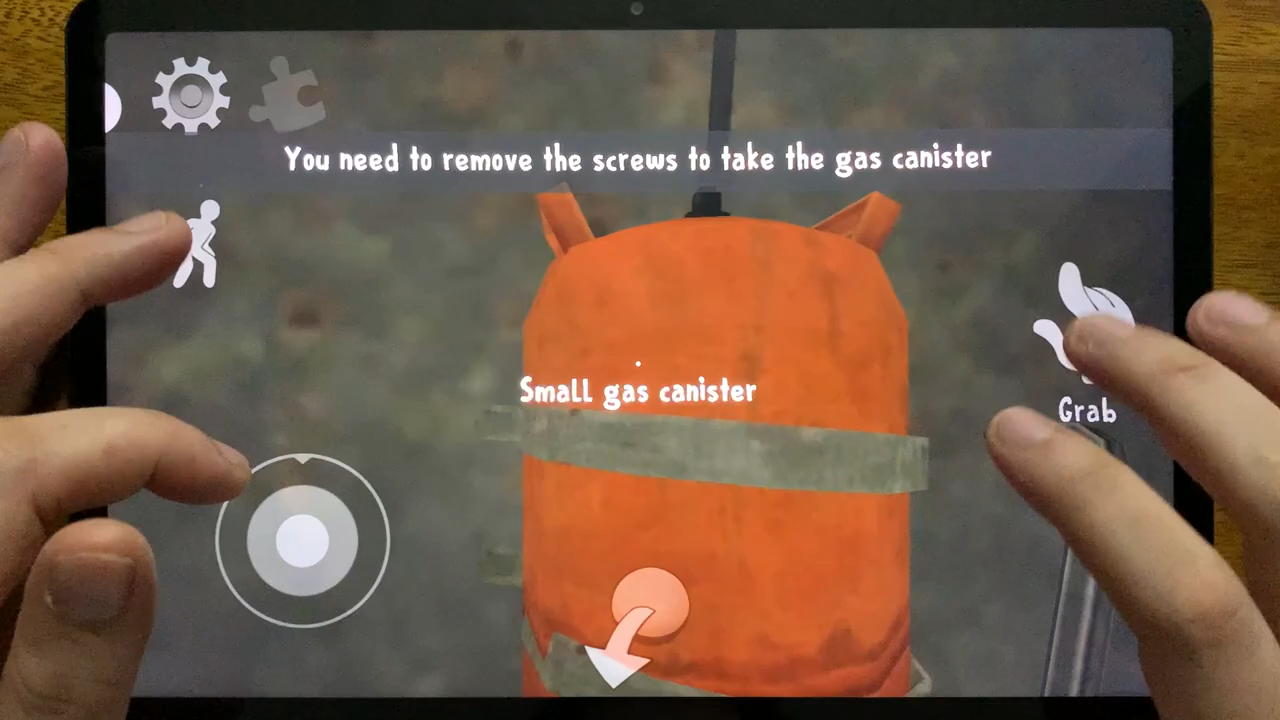 You need to remove the screws to take the gas canister
Small gas canister
Grab